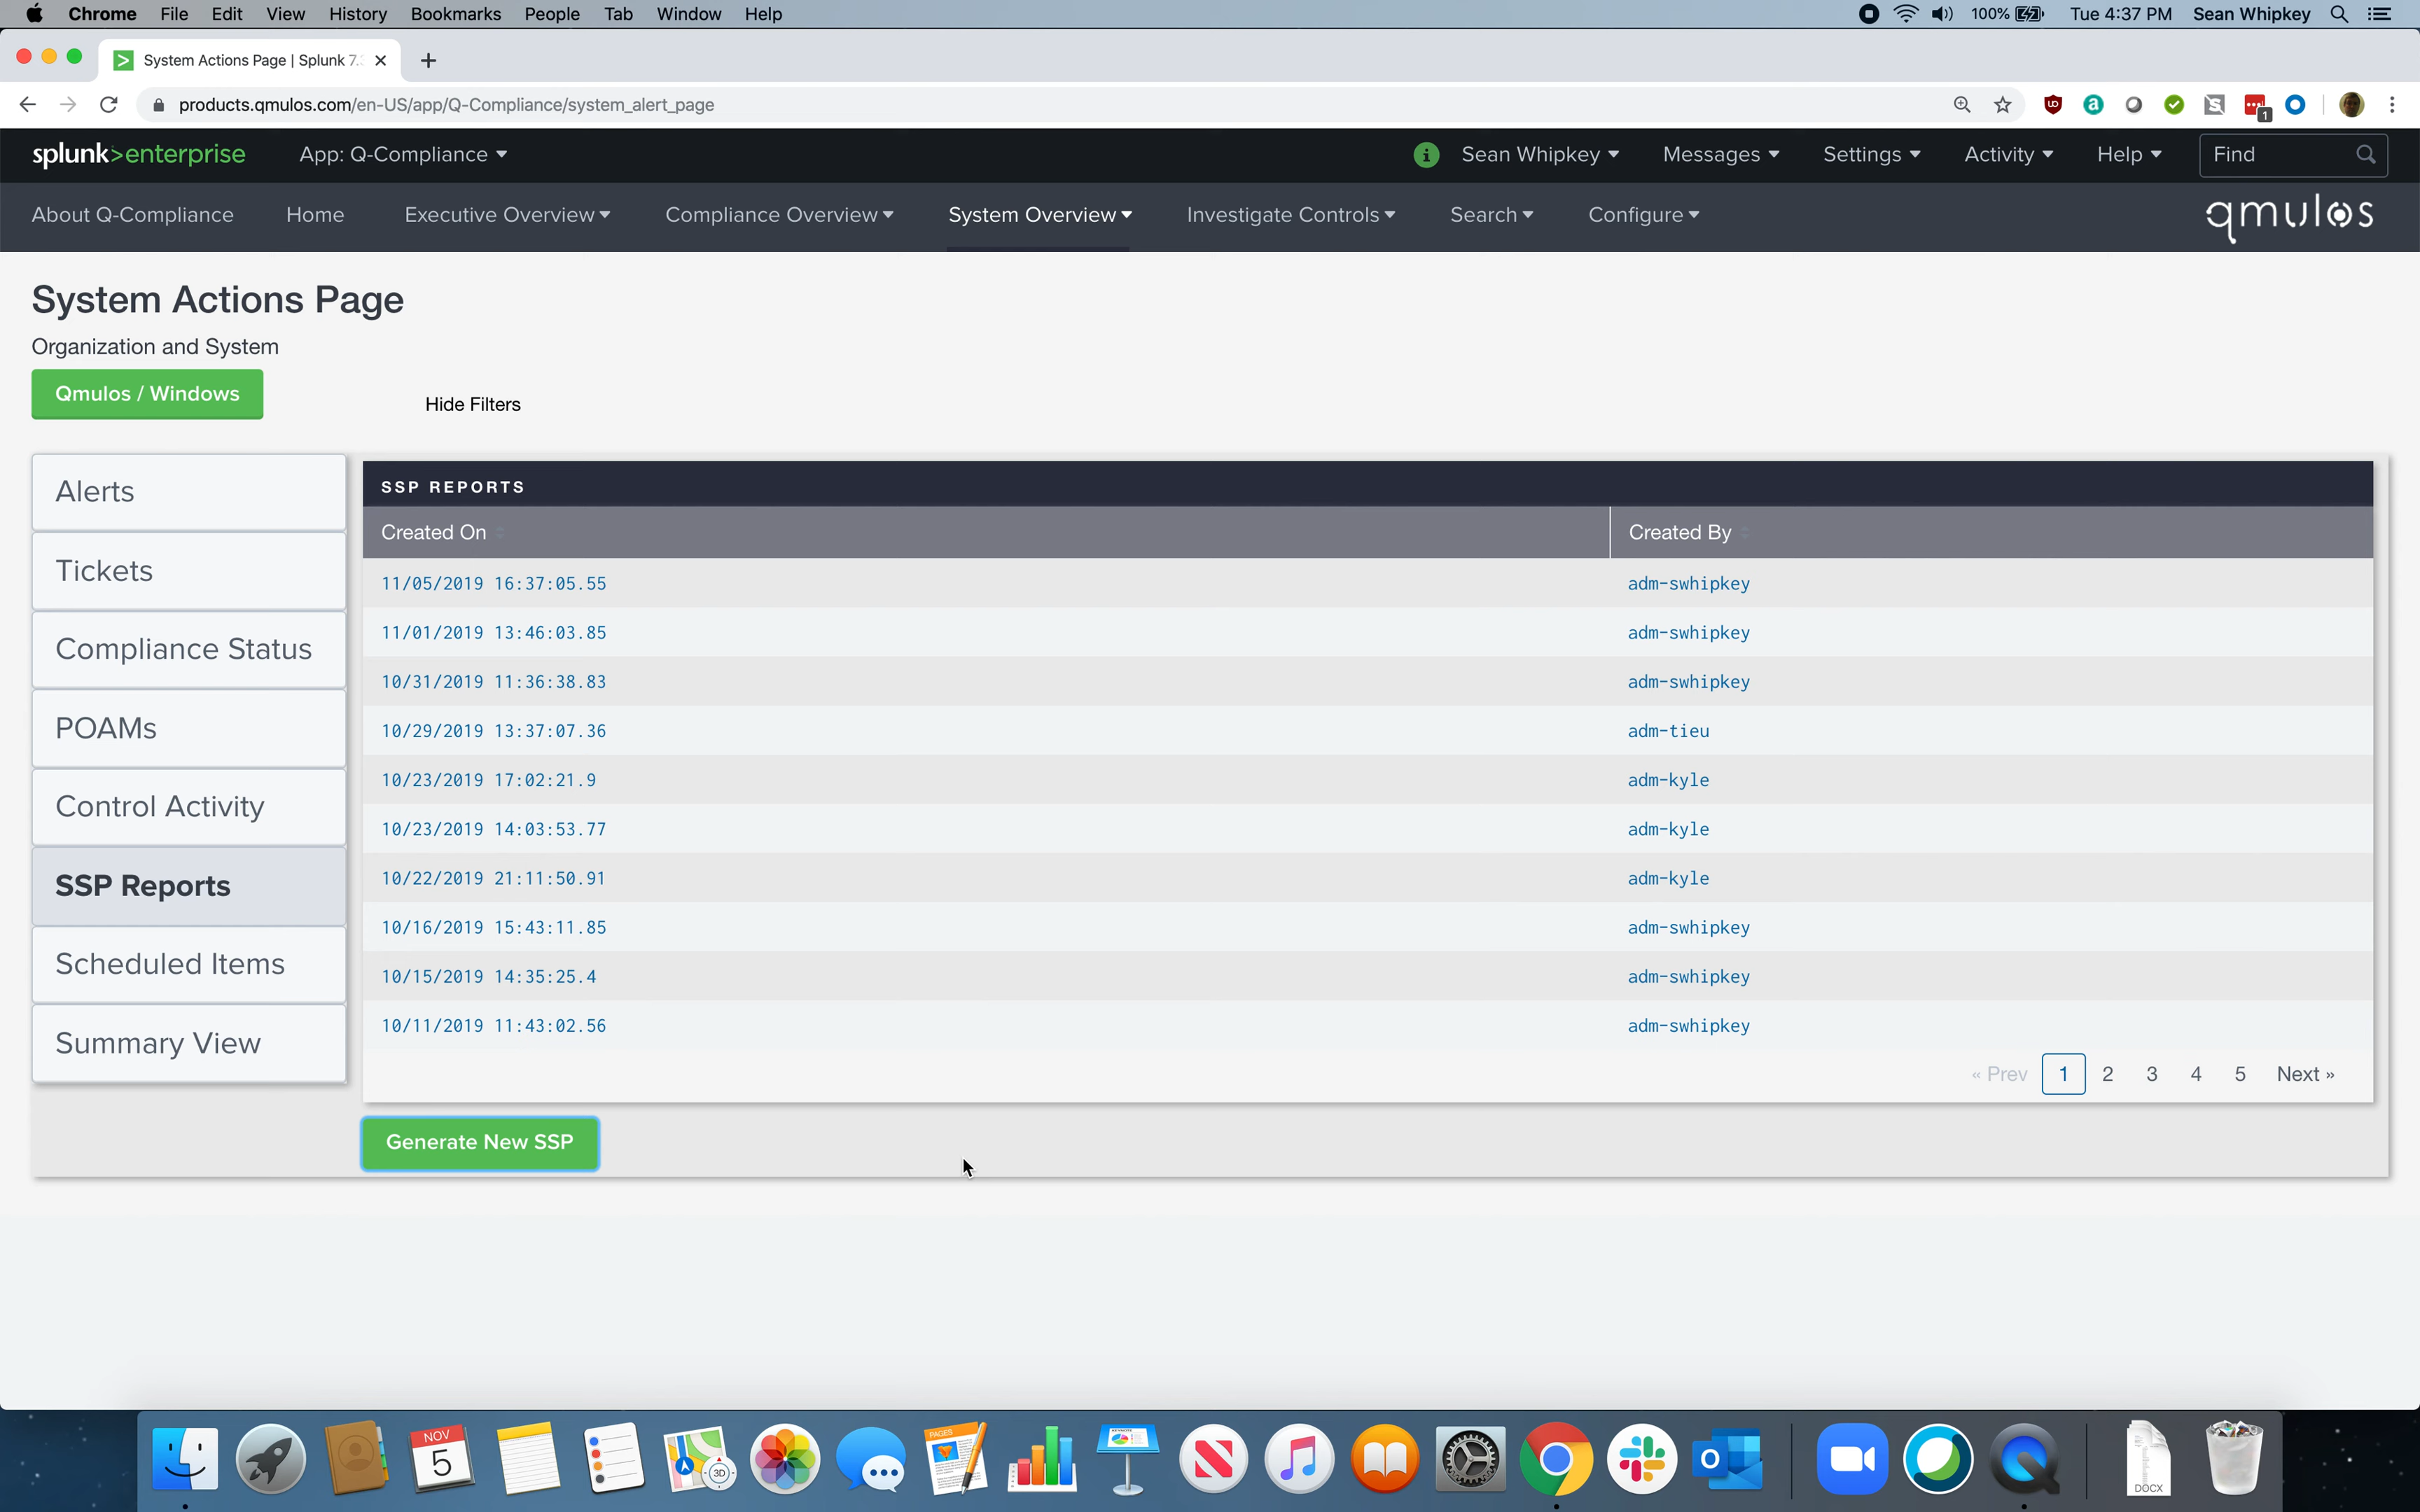 Chrome File Edit View History Bookmarks People Tab Window Help 100% Tue 4:37 PM Sean Whipkey
System Actions Page | Splunk 7.
products.qmulos.com/en-US/app/Q-Compliance/system_alert_page
1
splunk>enterprise App: Q-Compliance i Sean Whipkey Messages Settings Activity Help Find
About Q-Compliance Home Executive Overview Compliance Overview System Overview Investigate Controls Search Configure qmulos
System Actions Page
Organization and System
Qmulos / Windows
Hide Filters
Alerts
Tickets
Compliance Status
POAMs
Control Activity
SSP Reports
Scheduled Items
Summary View
SSP REPORTS
Created On Created By
11/05/2019 16:37:05.55 adm-swhipkey
11/01/2019 13:46:03.85 adm-swhipkey
10/31/2019 11:36:38.83 adm-swhipkey
10/29/2019 13:37:07.36 adm-tieu
10/23/2019 17:02:21.9 adm-kyle
10/23/2019 14:03:53.77 adm-kyle
10/22/2019 21:11:50.91 adm-kyle
10/16/2019 15:43:11.85 adm-swhipkey
10/15/2019 14:35:25.4 adm-swhipkey
10/11/2019 11:43:02.56 adm-swhipkey
« Prev 1 2 3 4 5 Next »
Generate New SSP
NOV
5
3D
PAGES
DOCX